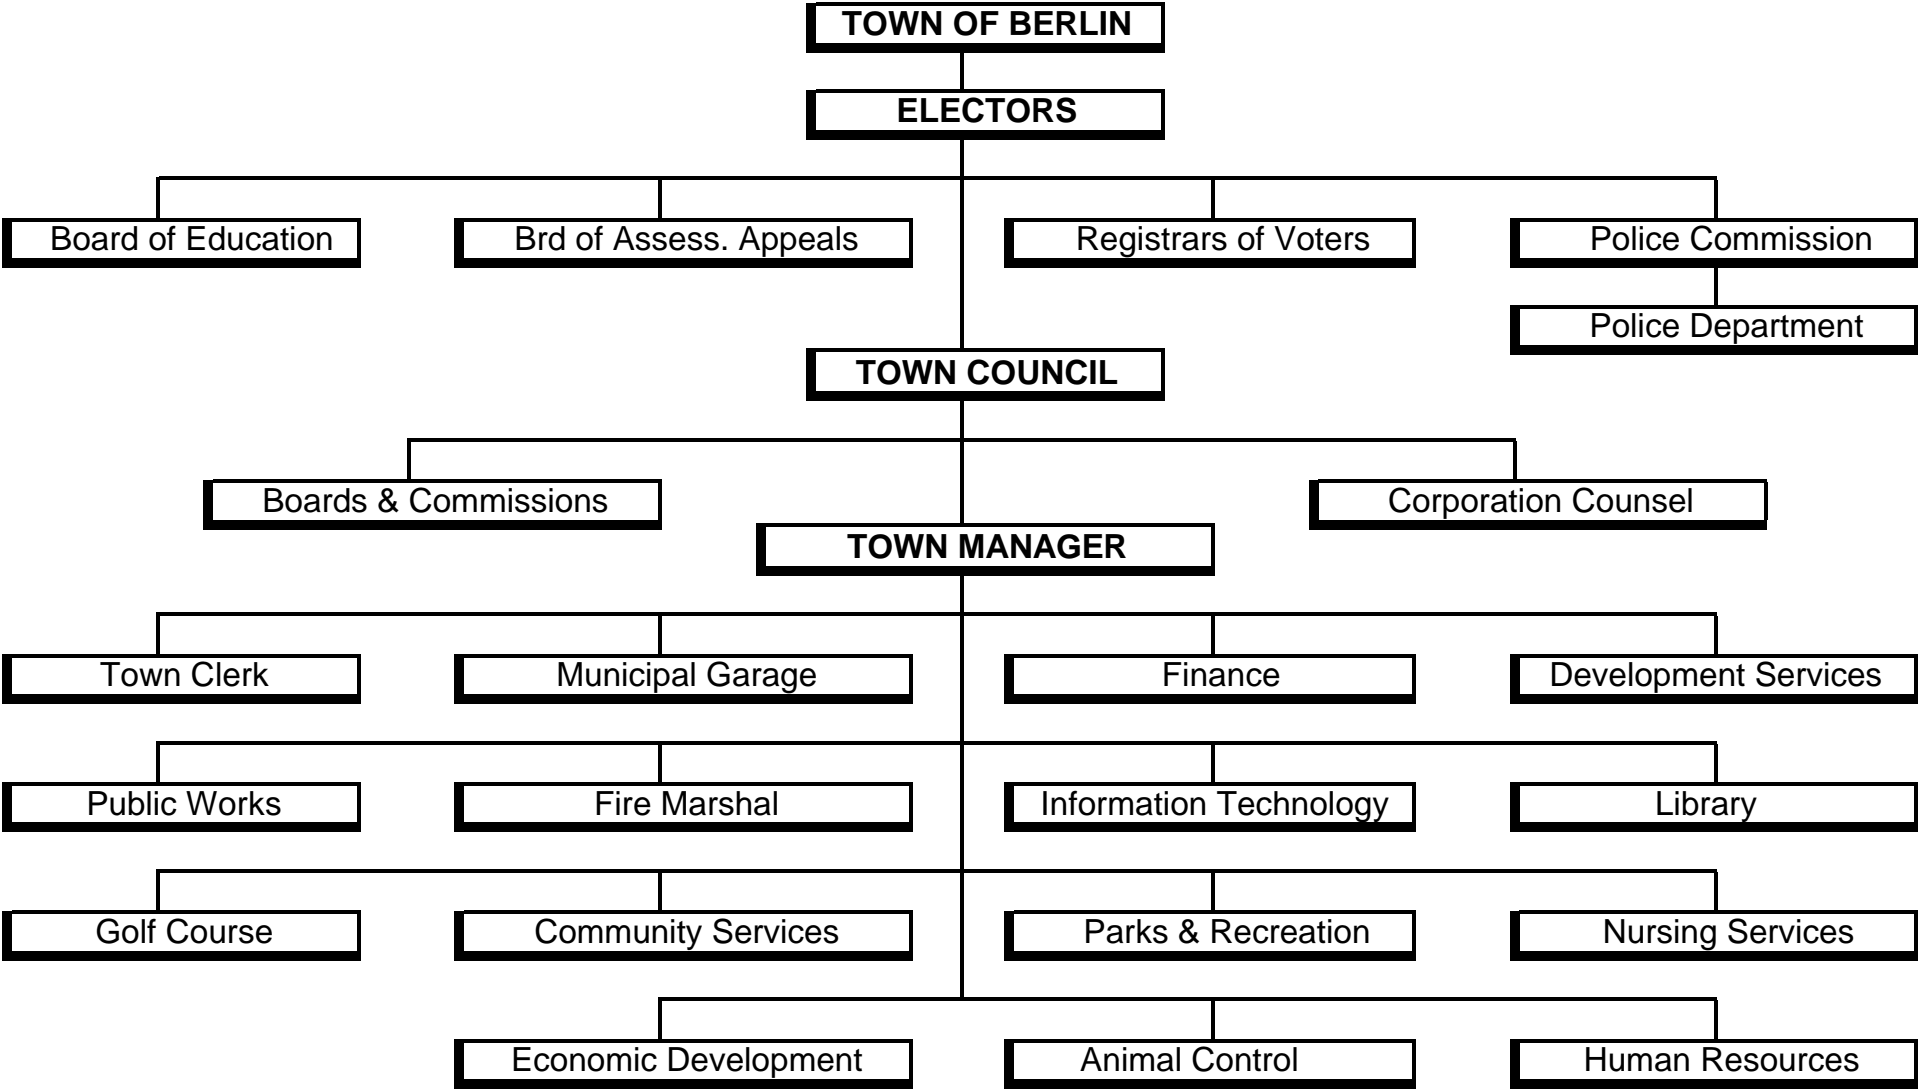 TOWN OF BERLIN
ELECTORS
Board of Education
Brd of Assess. Appeals
Registrars of Voters
Police Commission
Police Department
TOWN COUNCIL
Boards & Commissions
Corporation Counsel
TOWN MANAGER
Town Clerk
Municipal Garage
Finance
Development Services
Public Works
Fire Marshal
Information Technology
Library
Golf Course
Community Services
Parks & Recreation
Nursing Services
Economic Development
Animal Control
Human Resources